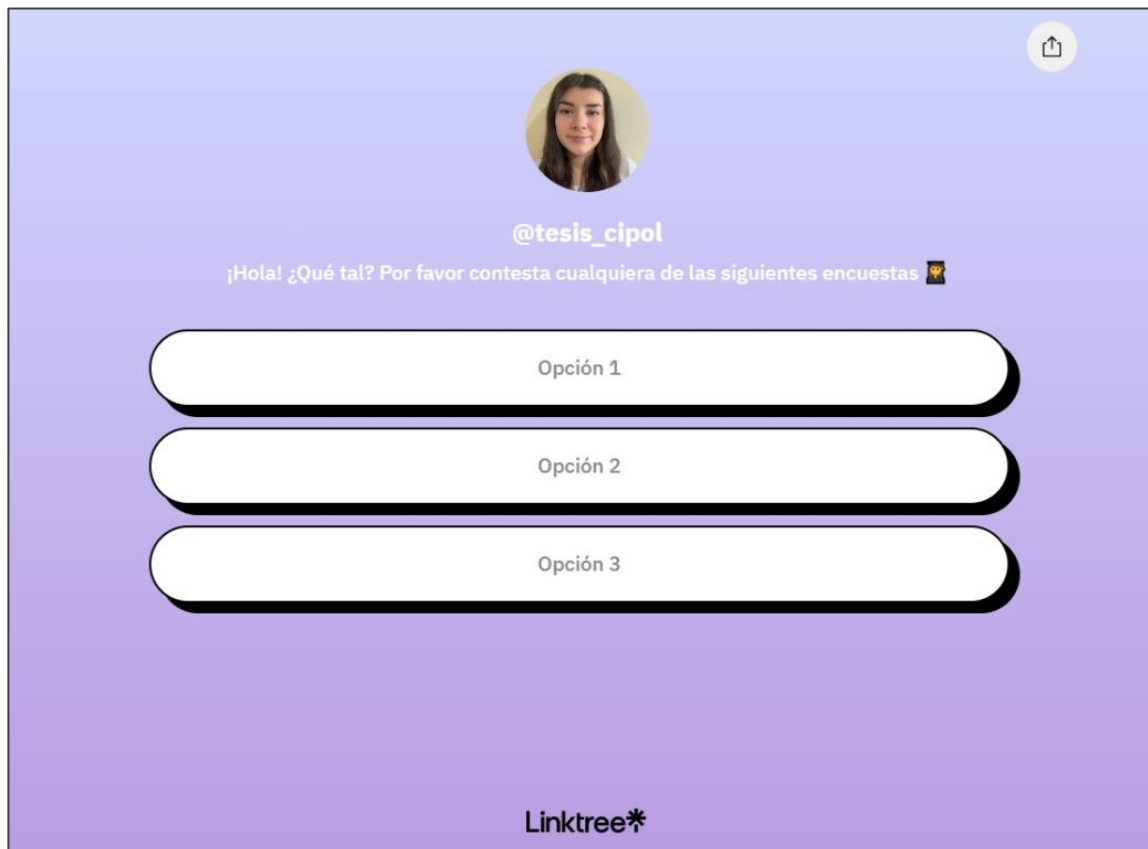 @tesis_cipol
¡Hola! ¿Qué tal? Por favor contesta cualquiera de las siguientes encuestas 👩‍🎓
Opción 1
Opción 2
Opción 3
Linktree*